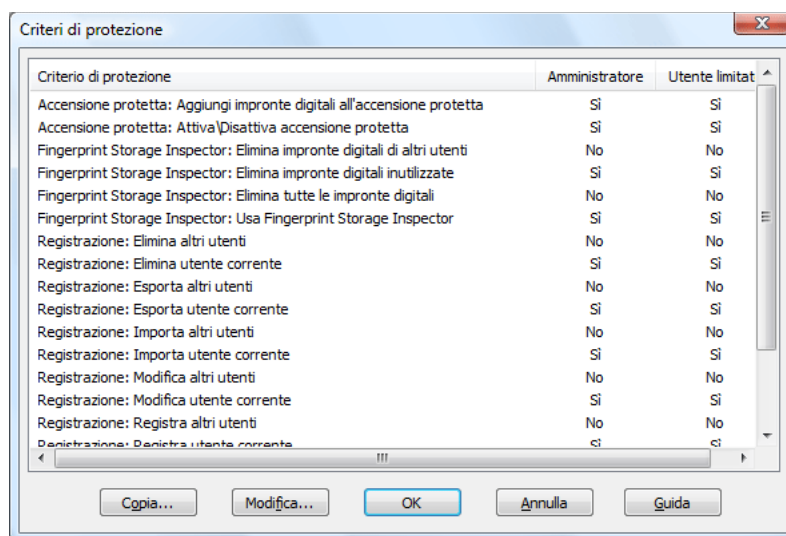 Criteri di protezione
Criterio di protezione Amministratore Utente limitat
Accensione protetta: Aggiungi impronte digitali all'accensione protetta Sì Sì
Accensione protetta: Attiva\Disattiva accensione protetta Sì Sì
Fingerprint Storage Inspector: Elimina impronte digitali di altri utenti No No
Fingerprint Storage Inspector: Elimina impronte digitali inutilizzate Sì Sì
Fingerprint Storage Inspector: Elimina tutte le impronte digitali No No
Fingerprint Storage Inspector: Usa Fingerprint Storage Inspector Sì Sì
Registrazione: Elimina altri utenti No No
Registrazione: Elimina utente corrente Sì Sì
Registrazione: Esporta altri utenti No No
Registrazione: Esporta utente corrente Sì Sì
Registrazione: Importa altri utenti No No
Registrazione: Importa utente corrente Sì Sì
Registrazione: Modifica altri utenti No No
Registrazione: Modifica utente corrente Sì Sì
Registrazione: Registra altri utenti No No
Registrazione: Registra utente corrente Sì Sì
Copia... Modifica... OK Annulla Guida